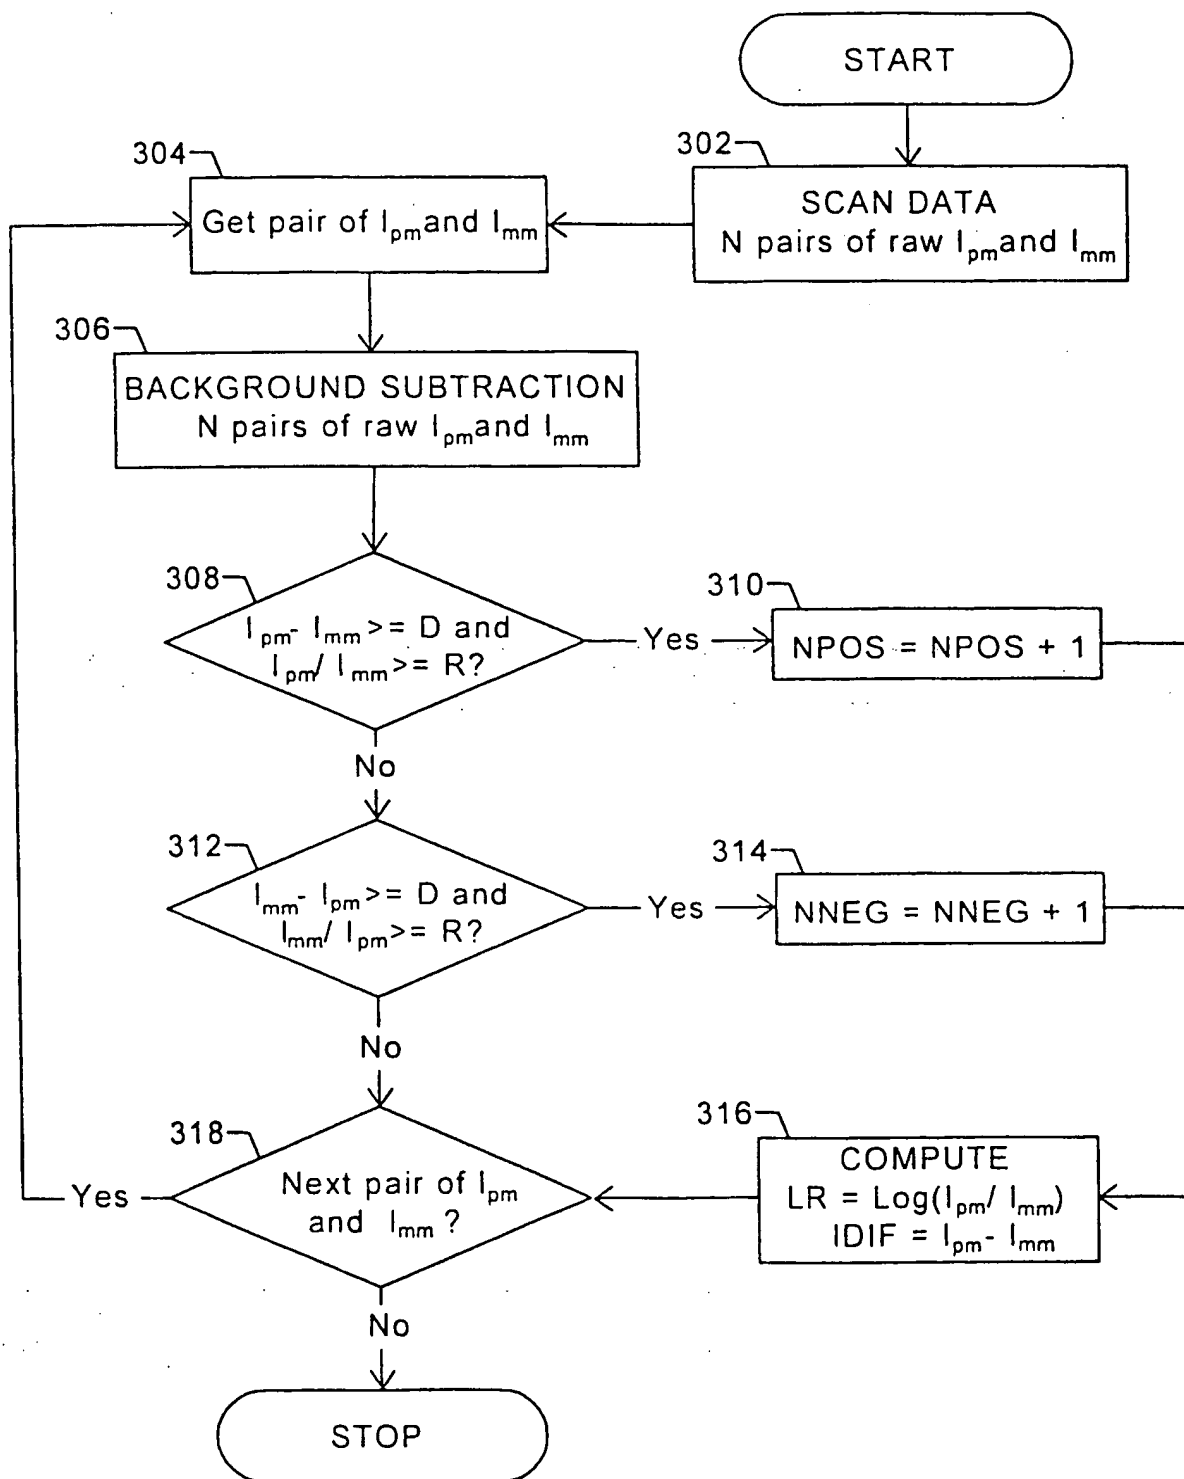 START
302
SCAN DATA
N pairs of raw Ipm and Imm
304
Get pair of Ipm and Imm
306
BACKGROUND SUBTRACTION
N pairs of raw Ipm and Imm
308
Ipm - Imm >= D and
Ipm / Imm >= R?
Yes
310
NPOS = NPOS + 1
No
312
Imm - Ipm >= D and
Imm / Ipm >= R?
Yes
314
NNEG = NNEG + 1
No
316
COMPUTE
LR = Log(Ipm / Imm)
IDIF = Ipm - Imm
318
Next pair of Ipm
and Imm ?
Yes
No
STOP